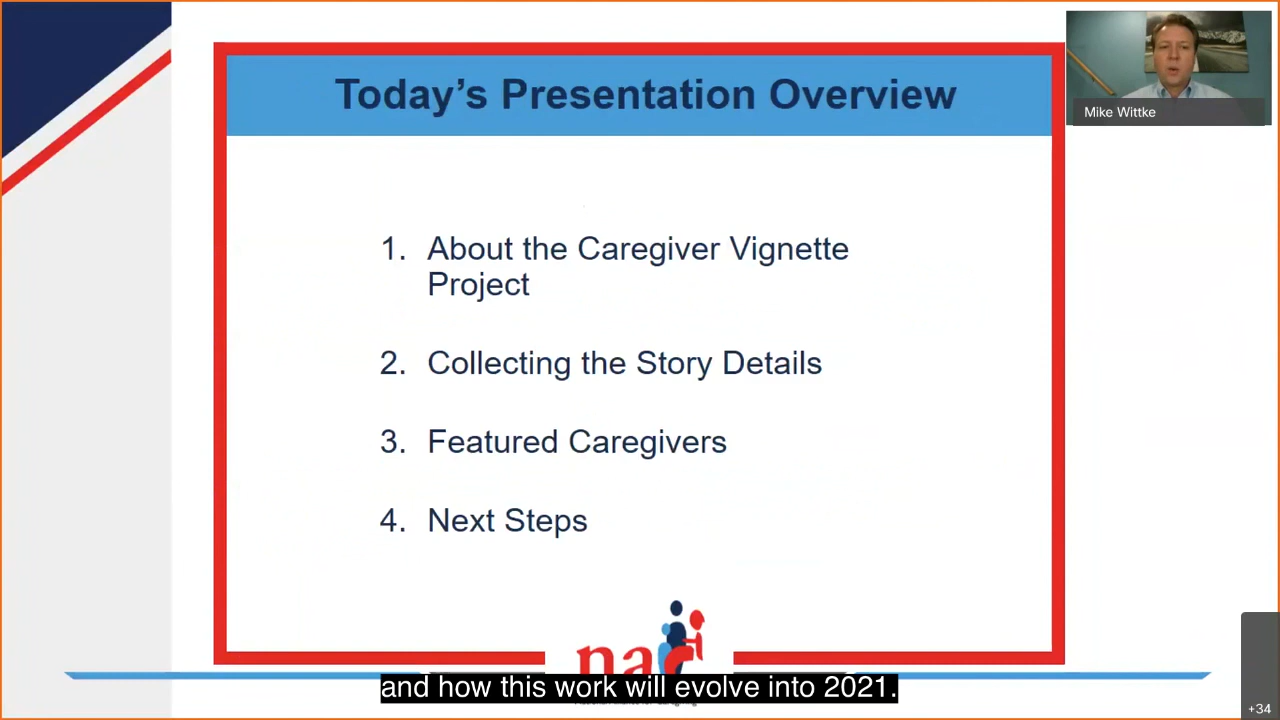 Today's Presentation Overview
Mike Wittke
1. About the Caregiver Vignette
Project
2. Collecting the Story Details
3. Featured Caregivers
4. Next Steps
and how this work will evolve into 2021.
+34